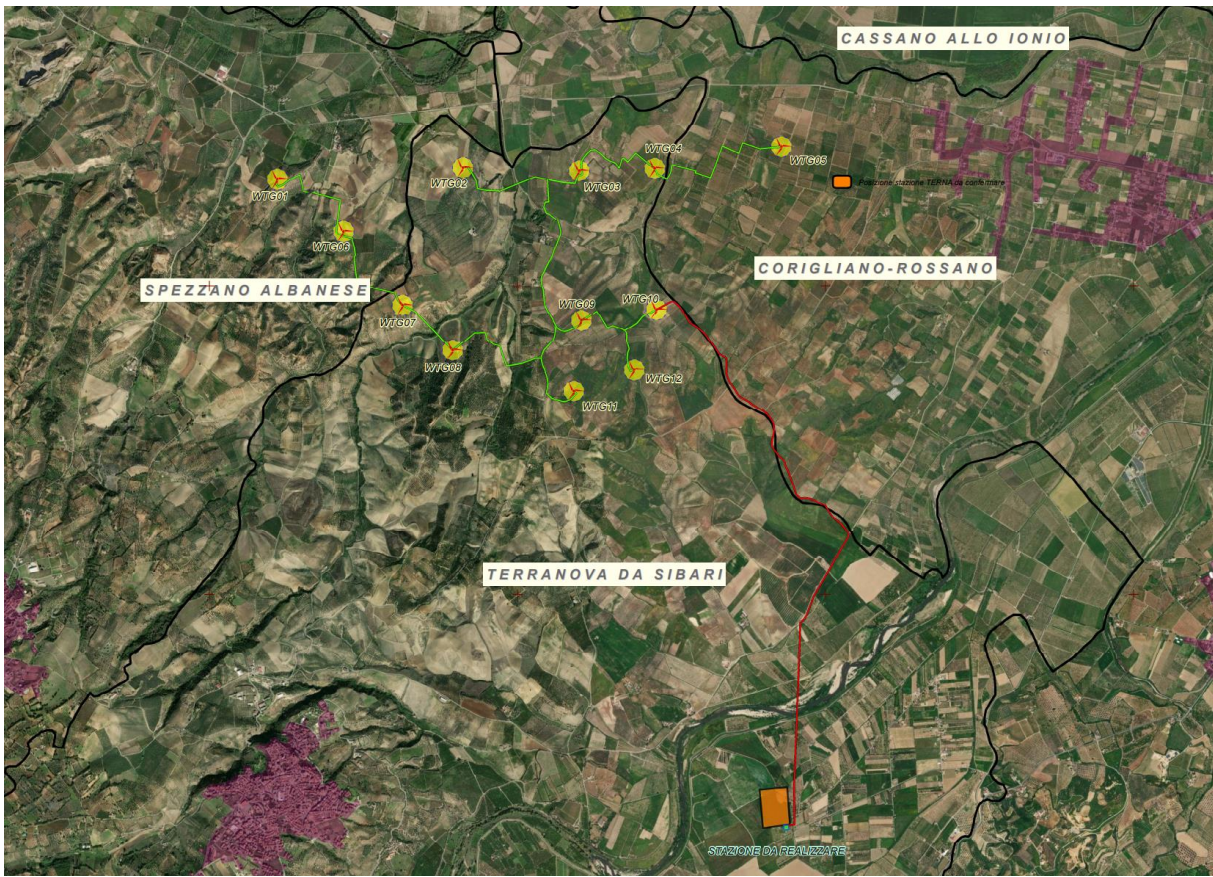 CASSANO ALLO IONIO
WTG04
WTG05
WTG02
WTG03
WTG01
Posizione stazione TERNA da confermare
WTG06
CORIGLIANO-ROSSANO
SPEZZANO ALBANESE
WTG10
WTG09
WTG07
WTG08
WTG12
WTG11
TERRANOVA DA SIBARI
STAZIONE DA REALIZZARE